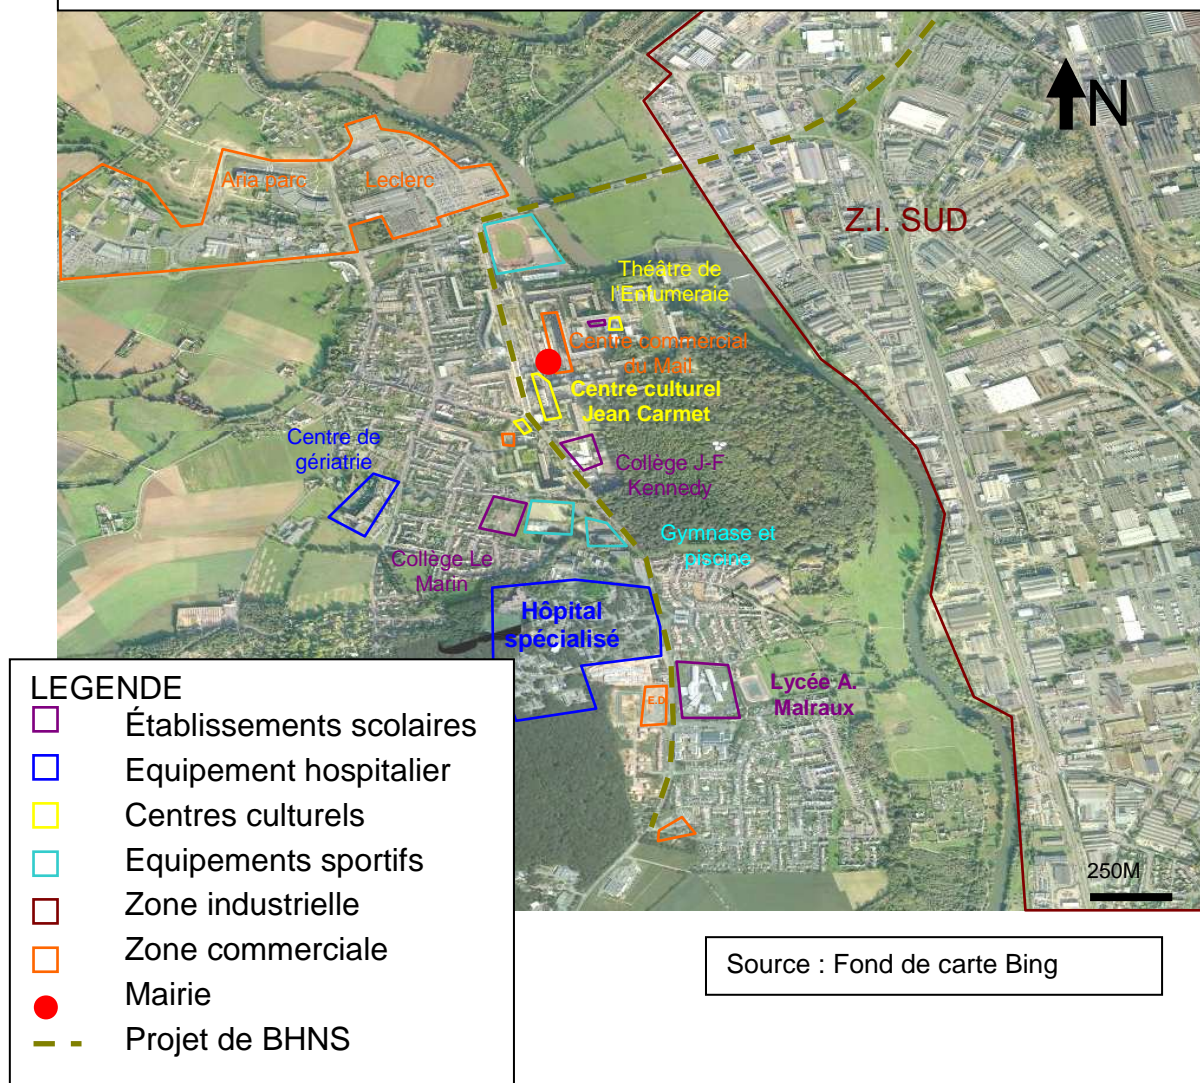 N
Aria parc
Leclerc
Z.I. SUD
Théâtre de
l'Enfumeraie
Centre commercial
du Mail
Centre culturel
Jean Carmet
Centre de
gériatrie
Collège J-F
Kennedy
Collège Le
Marin
Gymnase et
piscine
Hôpital
spécialisé
E.D
Lycée A.
Malraux
250M
LEGENDE
Établissements scolaires
Equipement hospitalier
Centres culturels
Equipements sportifs
Zone industrielle
Zone commerciale
Mairie
Projet de BHNS
Source : Fond de carte Bing